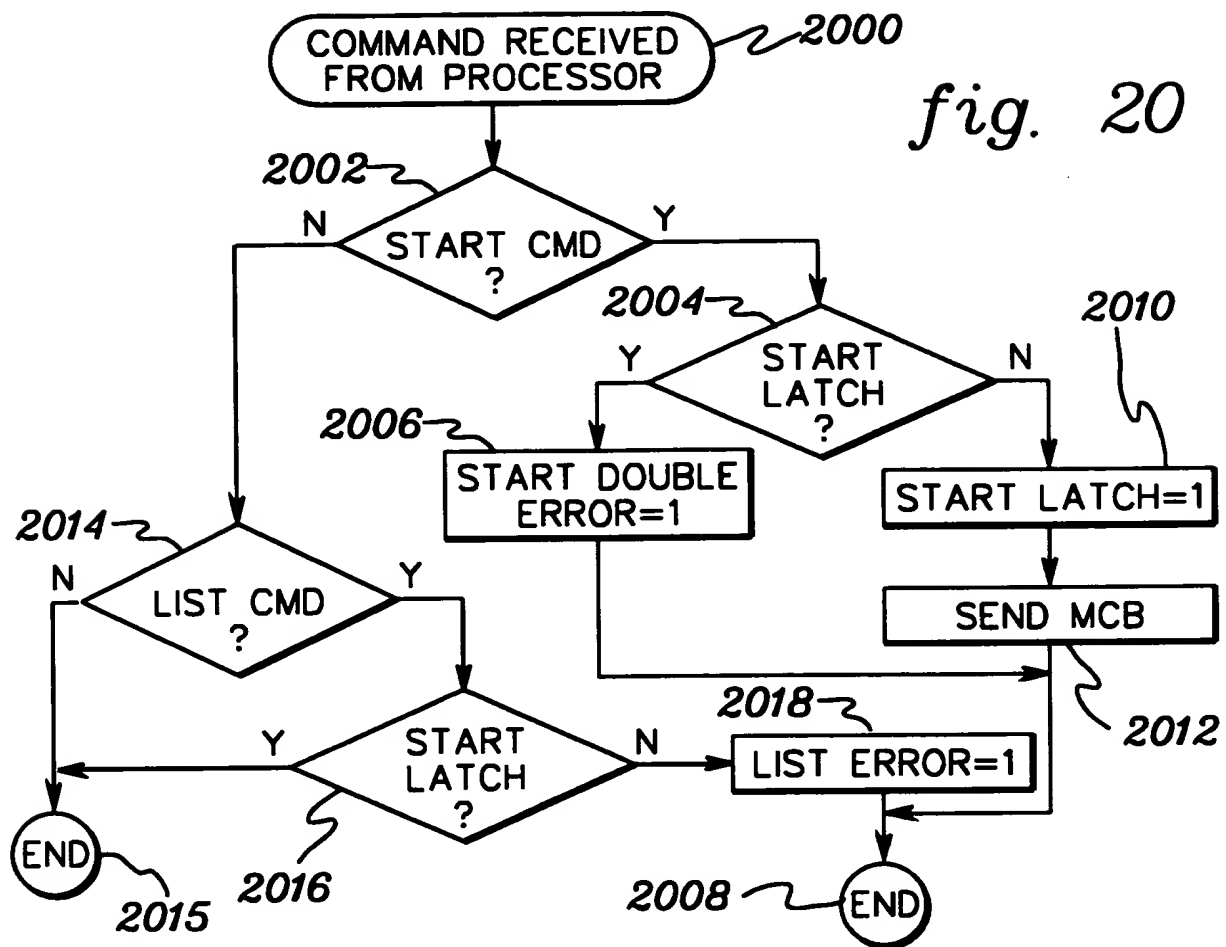 COMMAND RECEIVED
FROM PROCESSOR
2000
fig. 20
2002
N
Y
START CMD
?
2004
2010
Y
N
START
LATCH
?
2006
START DOUBLE
ERROR=1
START LATCH=1
2014
N
Y
LIST CMD
?
SEND MCB
2012
2018
Y
N
START
LATCH
?
LIST ERROR=1
END
2015
2016
2008
END